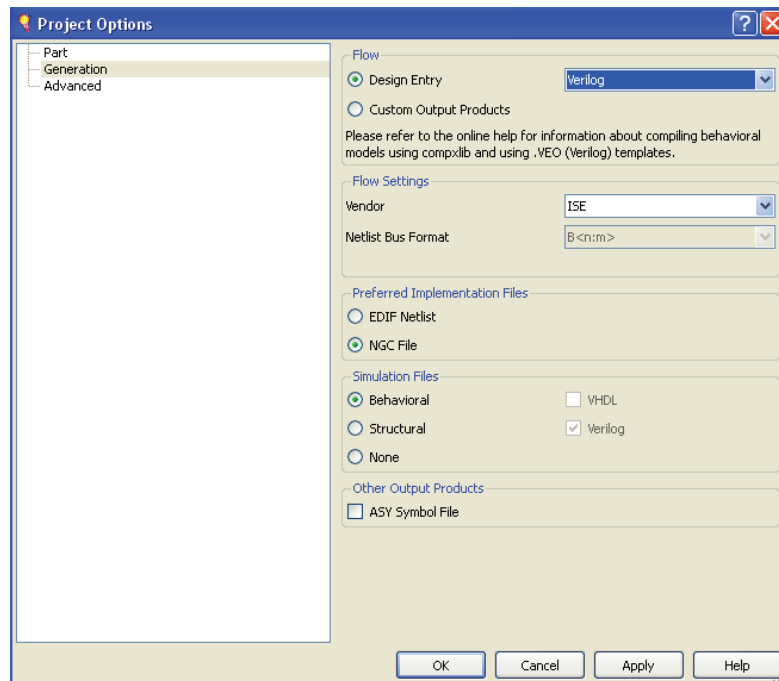 Project Options
Part
Generation
Advanced
Flow
Design Entry
Verilog
Custom Output Products
Please refer to the online help for information about compiling behavioral
models using compxlib and using .VEO (Verilog) templates.
Flow Settings
Vendor
ISE
Netlist Bus Format
B<n:m>
Preferred Implementation Files
EDIF Netlist
NGC File
Simulation Files
Behavioral
VHDL
Structural
Verilog
None
Other Output Products
ASY Symbol File
OK
Cancel
Apply
Help